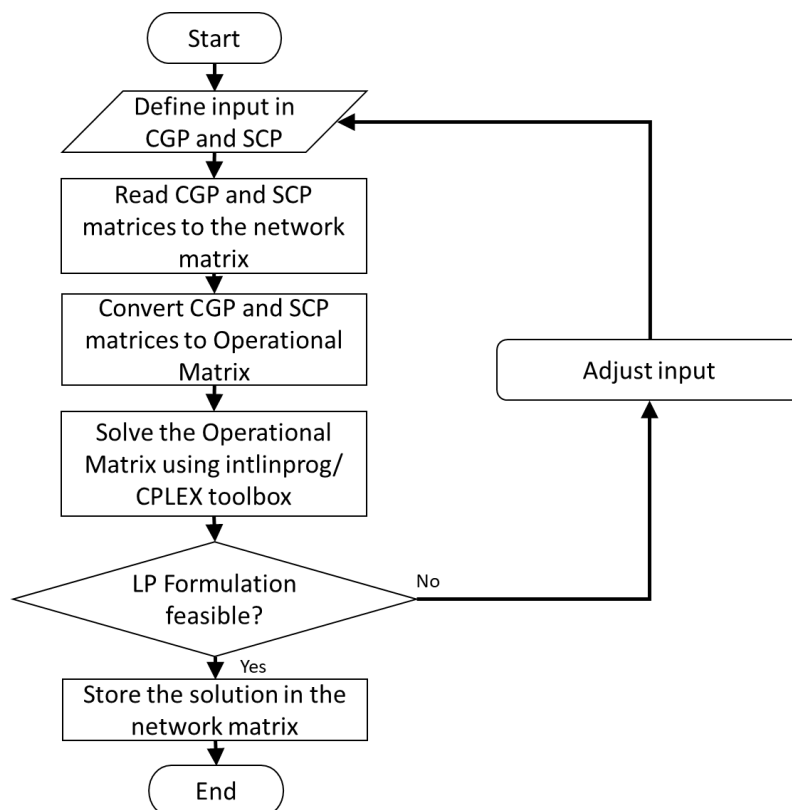 Start
Define input in
CGP and SCP
Read CGP and SCP
matrices to the network
matrix
Convert CGP and SCP
matrices to Operational
Matrix
Adjust input
Solve the Operational
Matrix using intlinprog/
CPLEX toolbox
LP Formulation
feasible?
No
Yes
Store the solution in the
network matrix
End